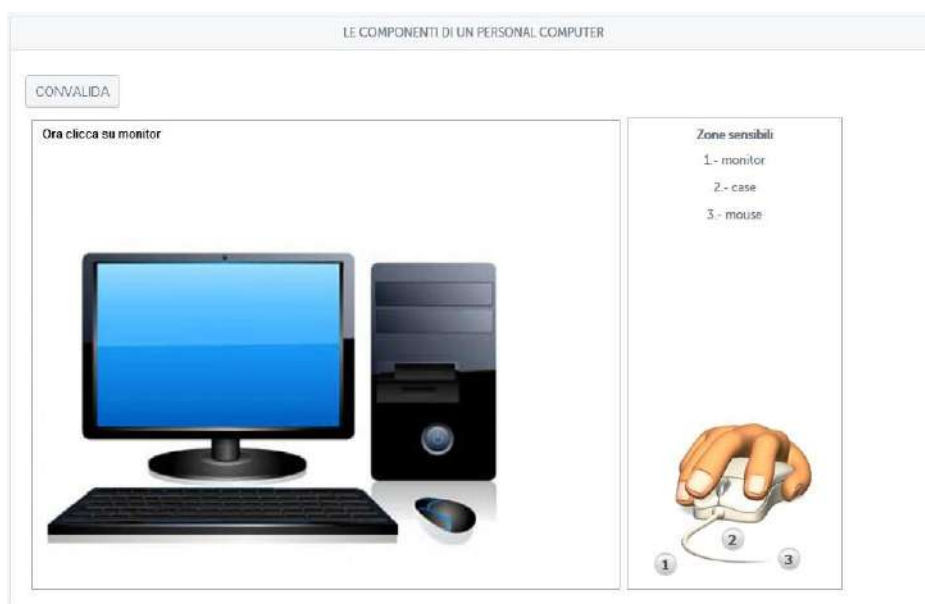 LE COMPONENTI DI UN PERSONAL COMPUTER
CONVALIDA
Ora clicca su monitor
Zone sensibili
1.- monitor
2.- case
3.- mouse
1
2
3